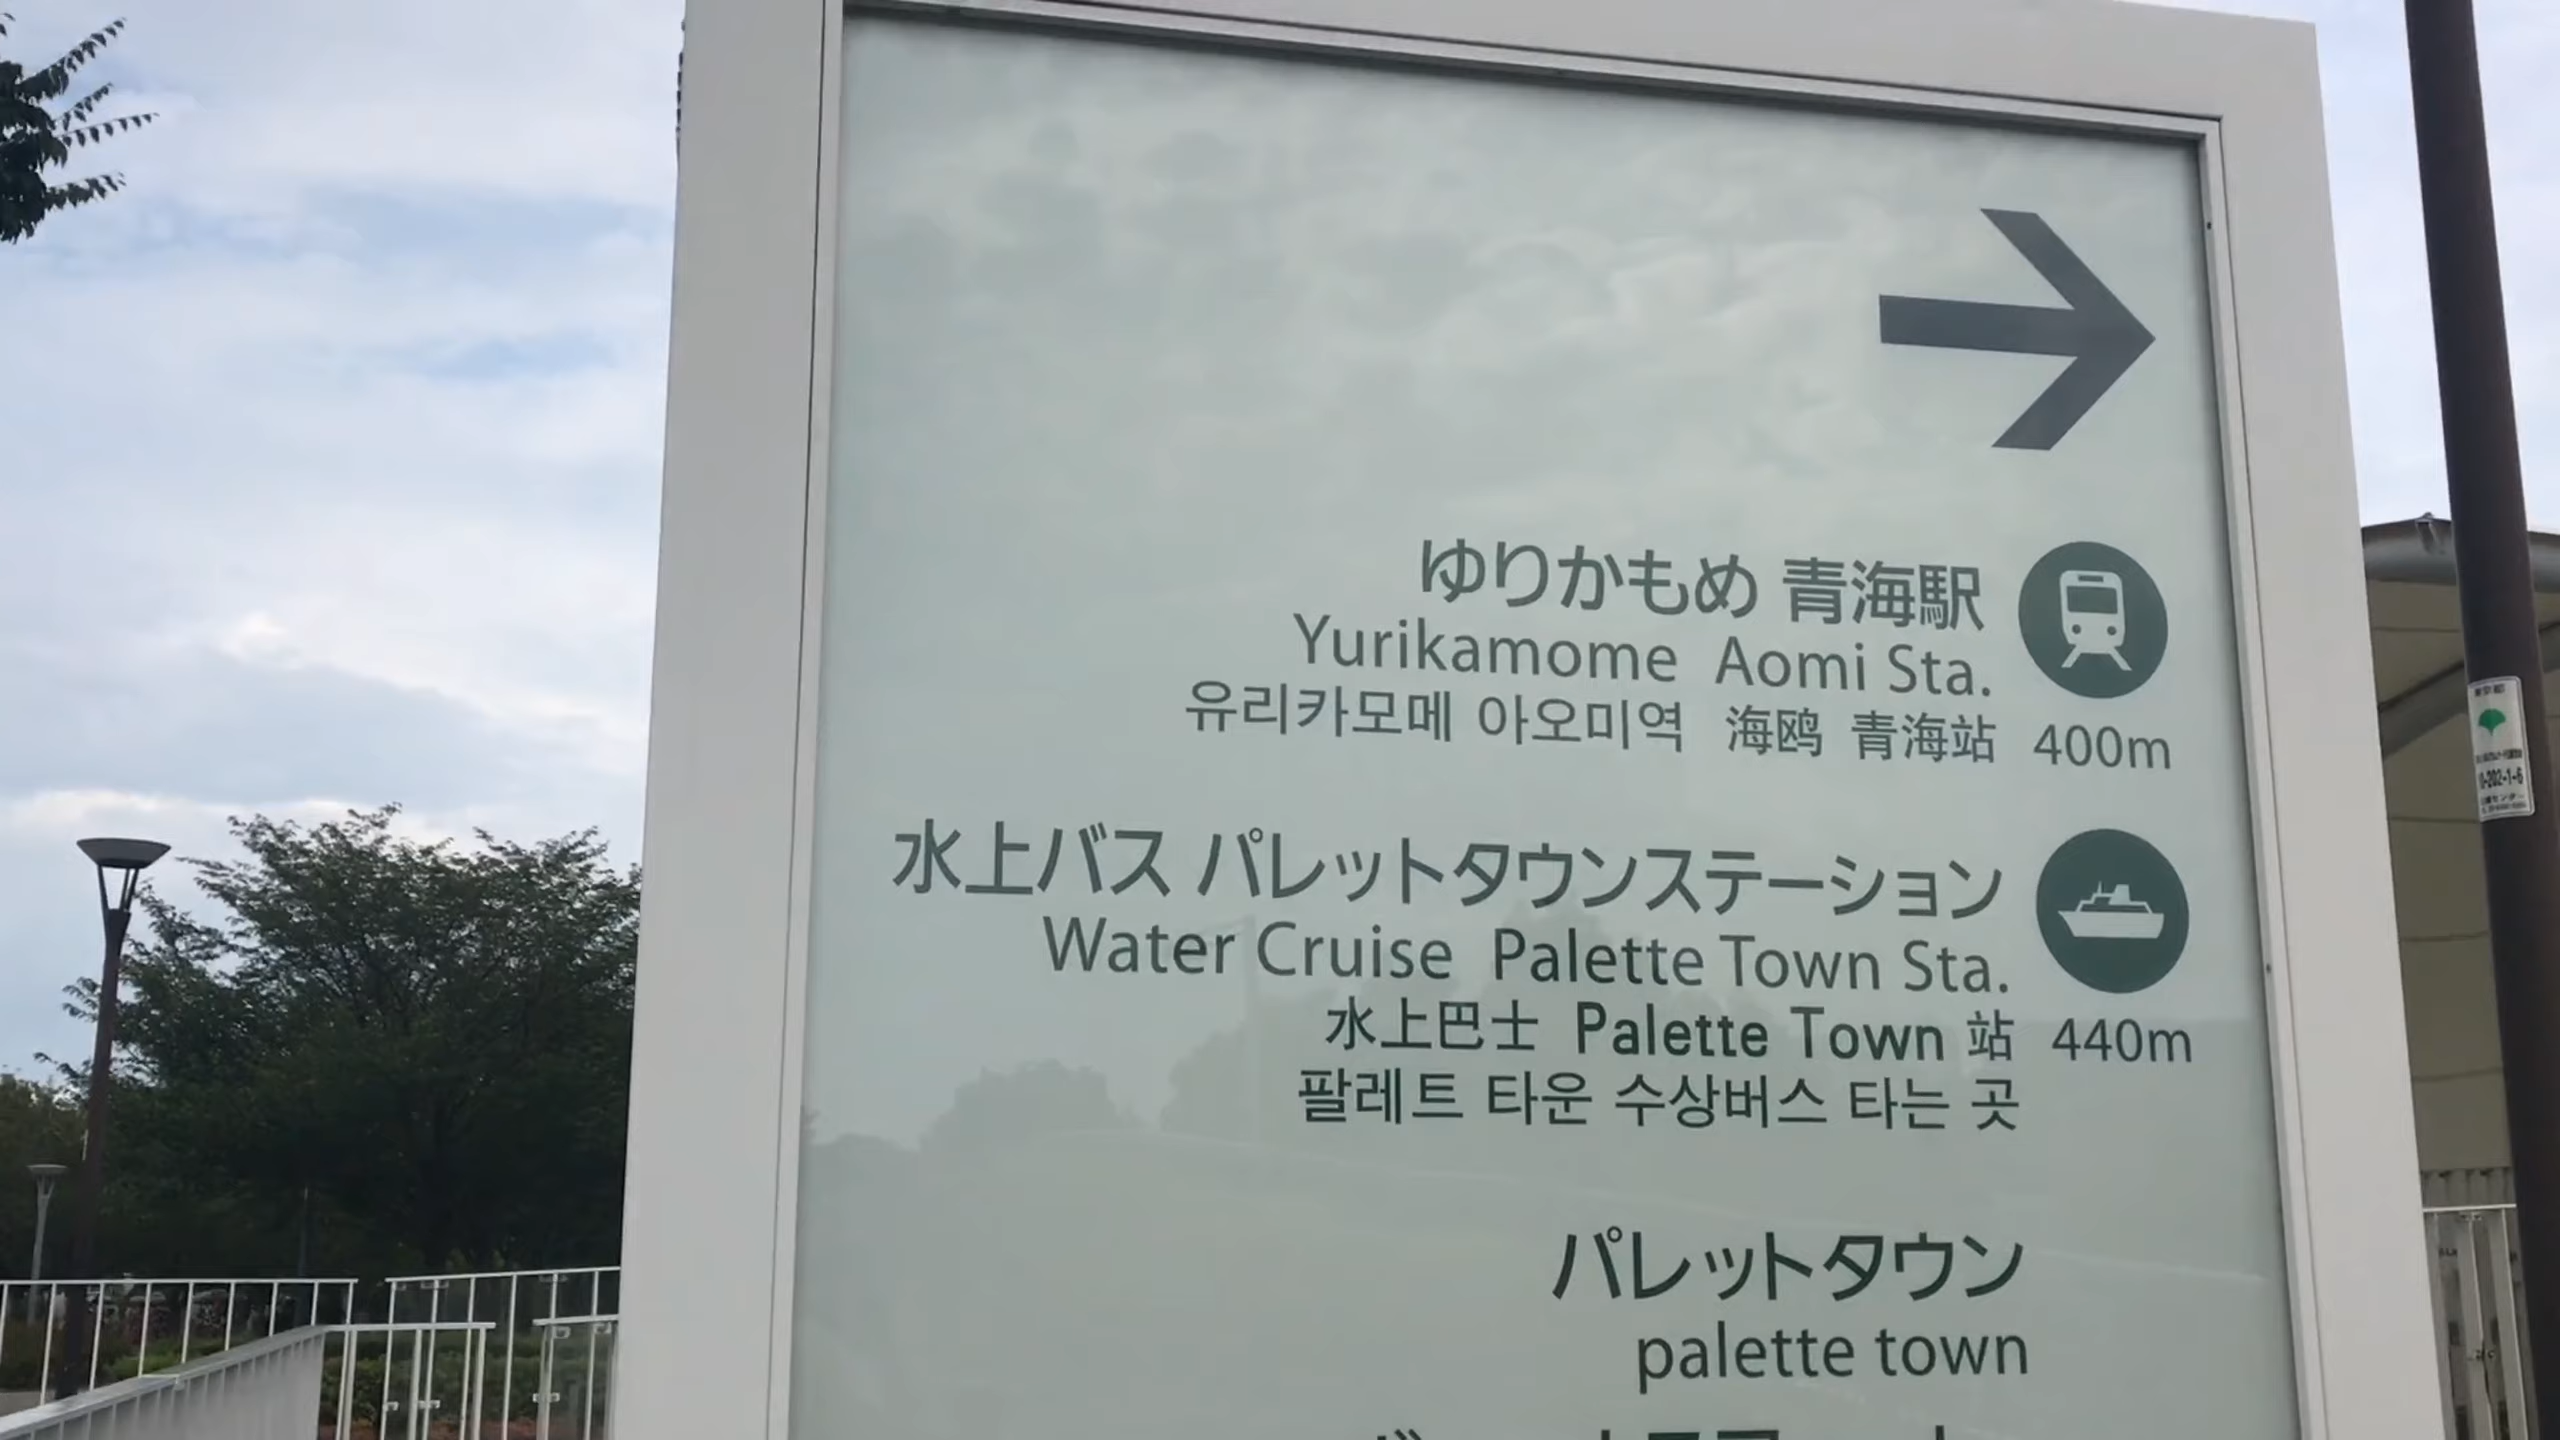 ゆりかもめ 青海駅
Yurikamome Aomi Sta.
유리카모메 아오미역 海鸥 青海站 400m
水上バス パレットタウンステーション
Water Cruise Palette Town Sta.
水上巴士 Palette Town 站 440m
팔레트 타운 수상버스 타는 곳
パレットタウン
palette town